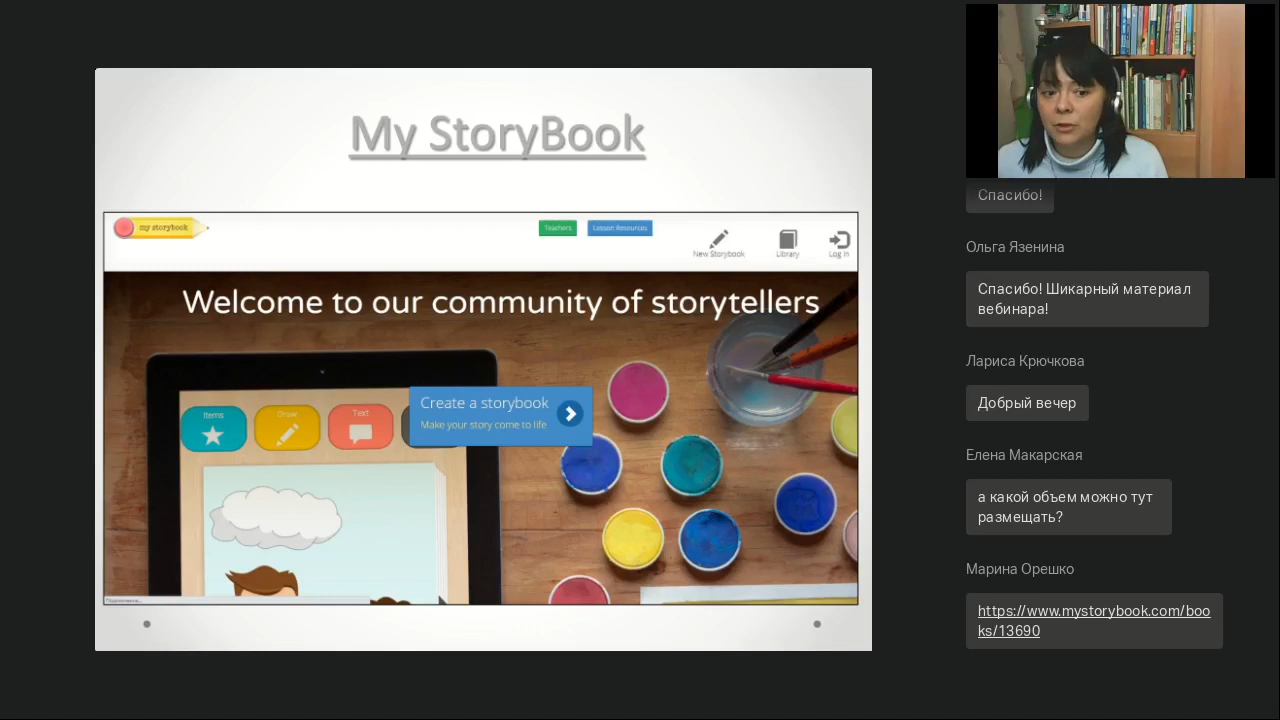 My StoryBook
my storybook
Teachers
Lesson Resources
New Storybook
Library
Log In
Welcome to our community of storytellers
Items
Draw
Text
Create a storybook
Make your story come to life
Спасибо!
Ольга Язенина
Спасибо! Шикарный материал
вебинара!
Лариса Крючкова
Добрый вечер
Елена Макарская
а какой объем можно тут
размещать?
Марина Орешко
https://www.mystorybook.com/boo
ks/13690